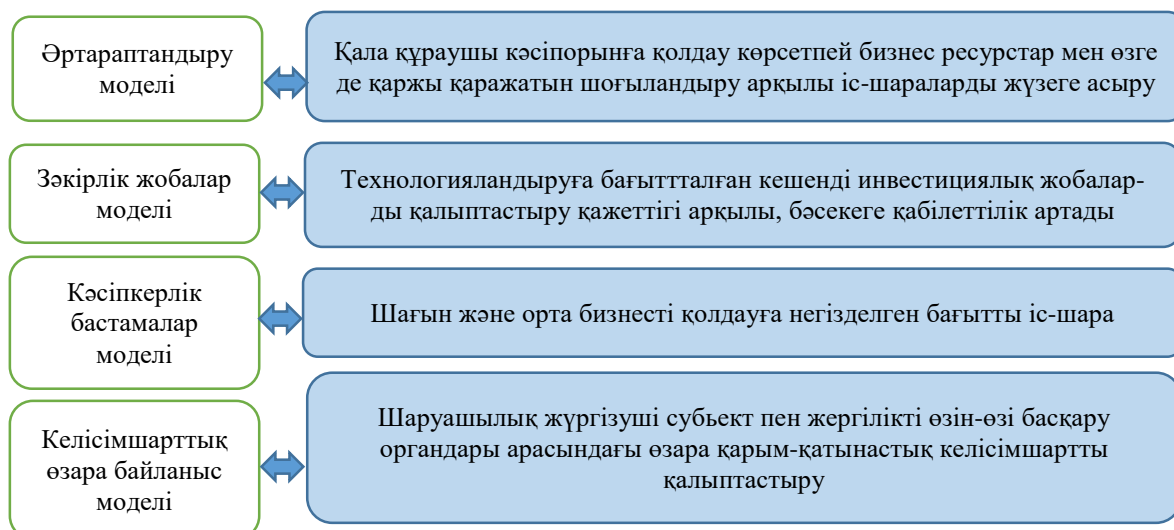 Әртараптандыру
моделі
Қала құраушы кәсіпорынға қолдау көрсетпей бизнес ресурстар мен өзге
де қаржы қаражатын шоғыландыру арқылы іс-шараларды жүзеге асыру
Зәкірлік жобалар
моделі
Технологияландыруға бағыттталған кешенді инвестициялық жобалар-
ды қалыптастыру қажеттігі арқылы, бәсекеге қабілеттілік артады
Кәсіпкерлік
бастамалар
моделі
Шағын және орта бизнесті қолдауға негізделген бағытты іс-шара
Келісімшарттық
өзара байланыс
моделі
Шаруашылық жүргізуші субьект пен жергілікті өзін-өзі басқару
органдары арасындағы өзара қарым-қатынастық келісімшартты
қалыптастыру